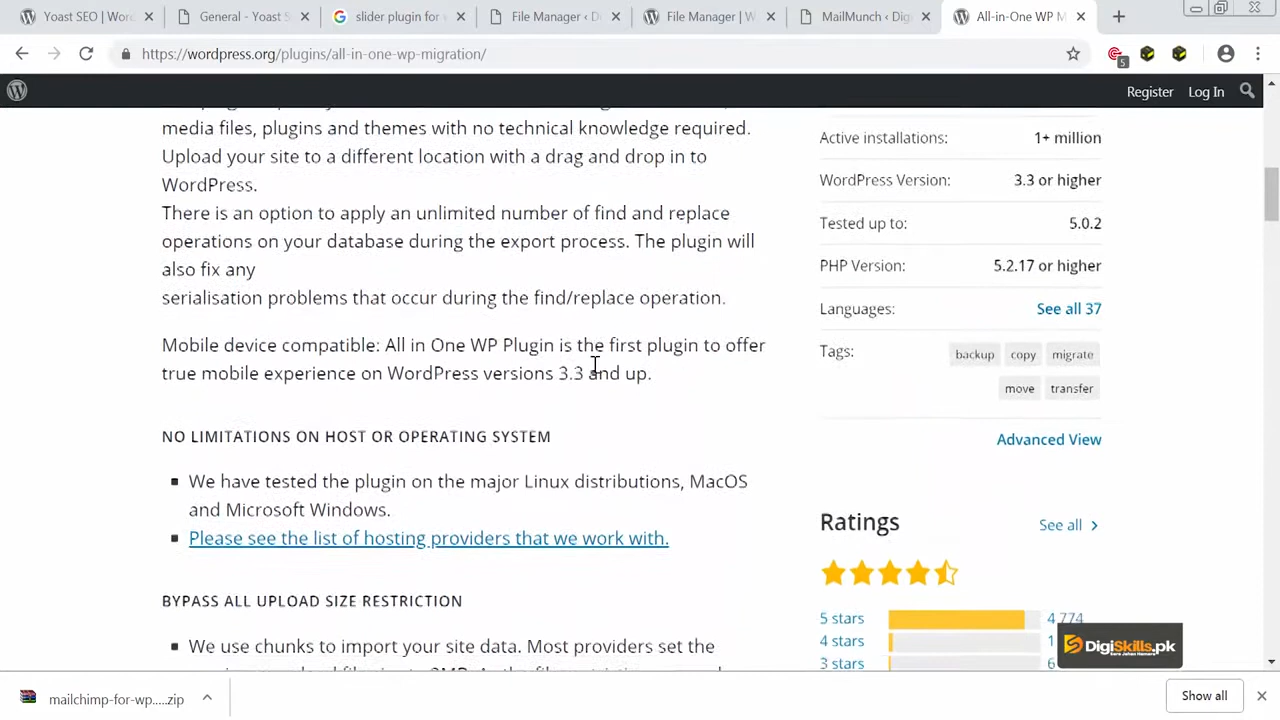 Yoast SEO | Word
General - Yoast S
slider plugin for
File Manager ‹ D
File Manager | W
MailMunch ‹ Dig
All-in-One WP M
https://wordpress.org/plugins/all-in-one-wp-migration/
5
Register
Log In
media files, plugins and themes with no technical knowledge required.
Upload your site to a different location with a drag and drop in to
WordPress.
There is an option to apply an unlimited number of find and replace
operations on your database during the export process. The plugin will
also fix any
serialisation problems that occur during the find/replace operation.
Mobile device compatible: All in One WP Plugin is the first plugin to offer
true mobile experience on WordPress versions 3.3 and up.
NO LIMITATIONS ON HOST OR OPERATING SYSTEM
▪ We have tested the plugin on the major Linux distributions, MacOS
and Microsoft Windows.
▪ Please see the list of hosting providers that we work with.
BYPASS ALL UPLOAD SIZE RESTRICTION
▪ We use chunks to import your site data. Most providers set the
Active installations: 1+ million
WordPress Version: 3.3 or higher
Tested up to: 5.0.2
PHP Version: 5.2.17 or higher
Languages: See all 37
Tags: backup copy migrate
move transfer
Advanced View
Ratings See all
5 stars 4,774
4 stars 1
3 stars 6
DigiSkills.pk
mailchimp-for-wp.....zip
Show all